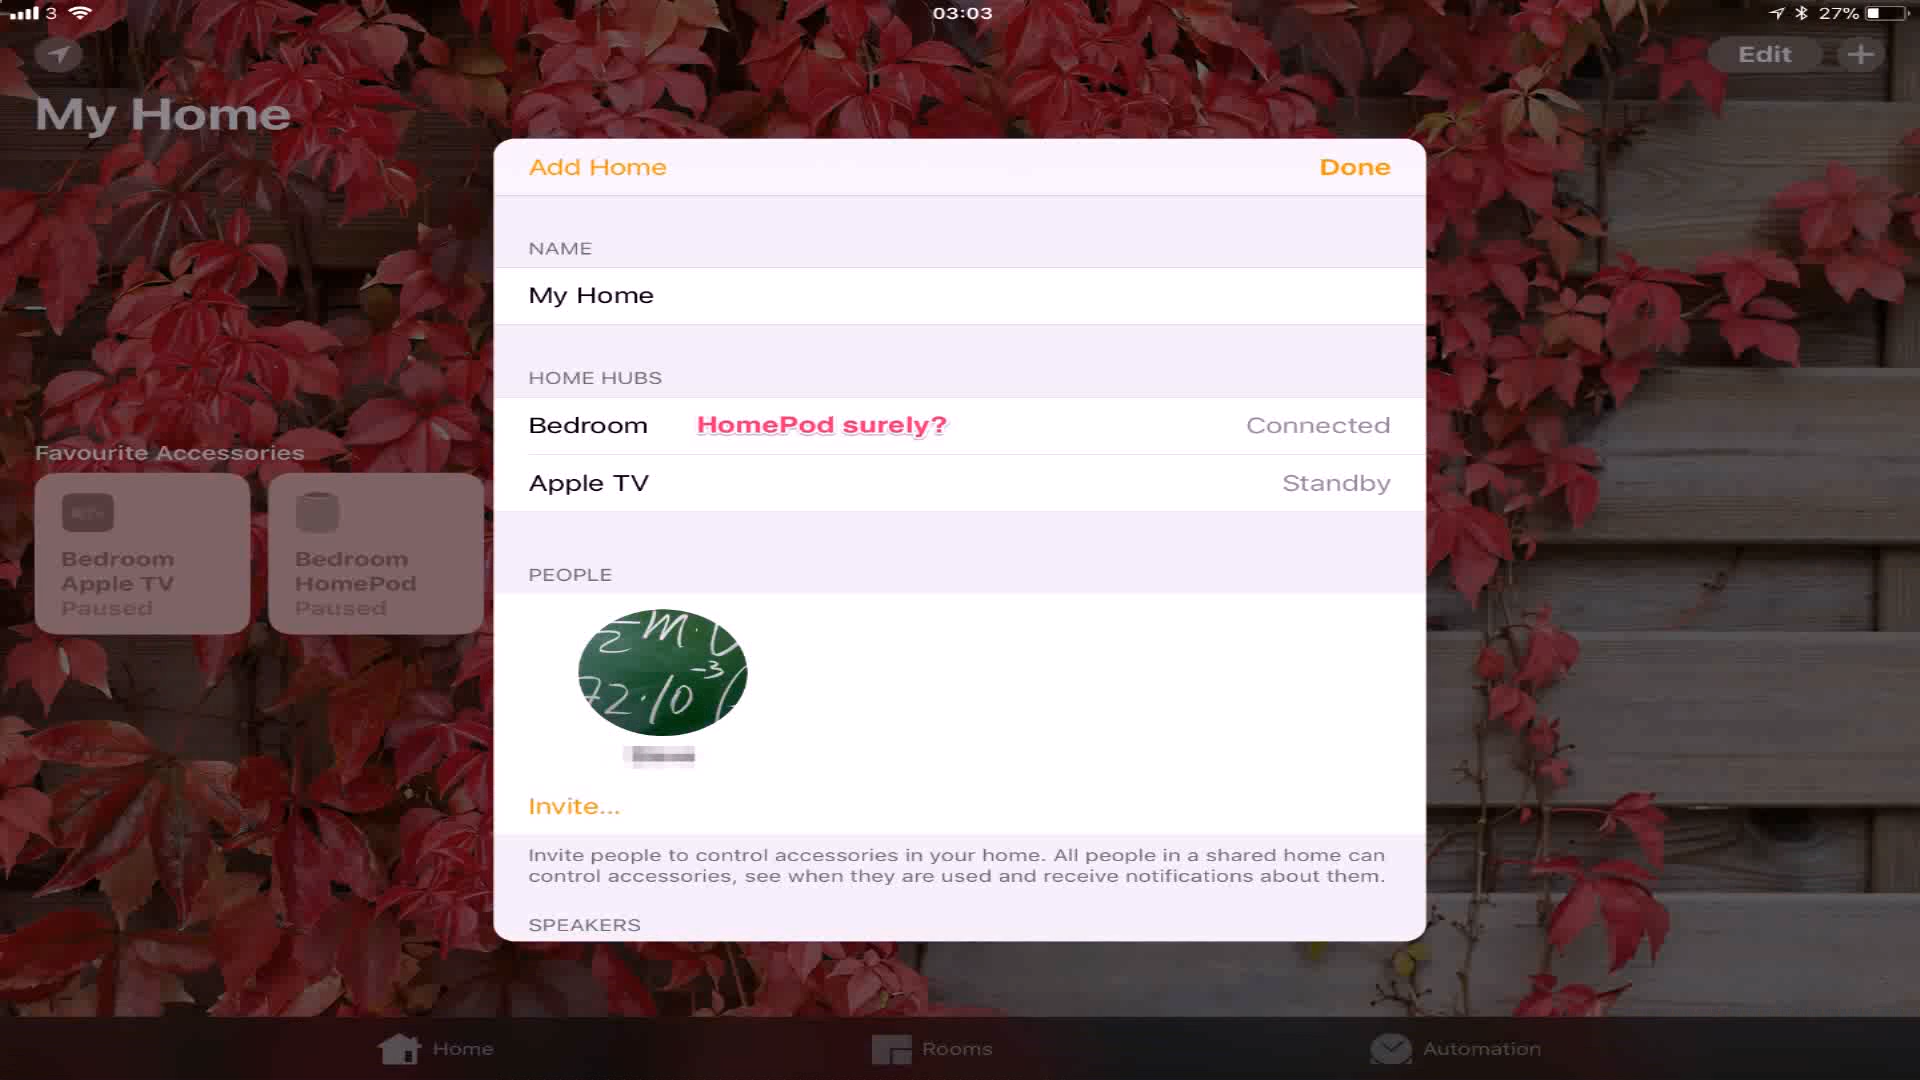 3
03:03
27%
Edit
My Home
Add Home
Done
NAME
My Home
HOME HUBS
Bedroom HomePod surely? Connected
Apple TV Standby
Favourite Accessories
Bedroom
Apple TV
Paused
Bedroom
HomePod
Paused
PEOPLE
Invite...
Invite people to control accessories in your home. All people in a shared home can
control accessories, see when they are used and receive notifications about them.
SPEAKERS
Home
Rooms
Automation